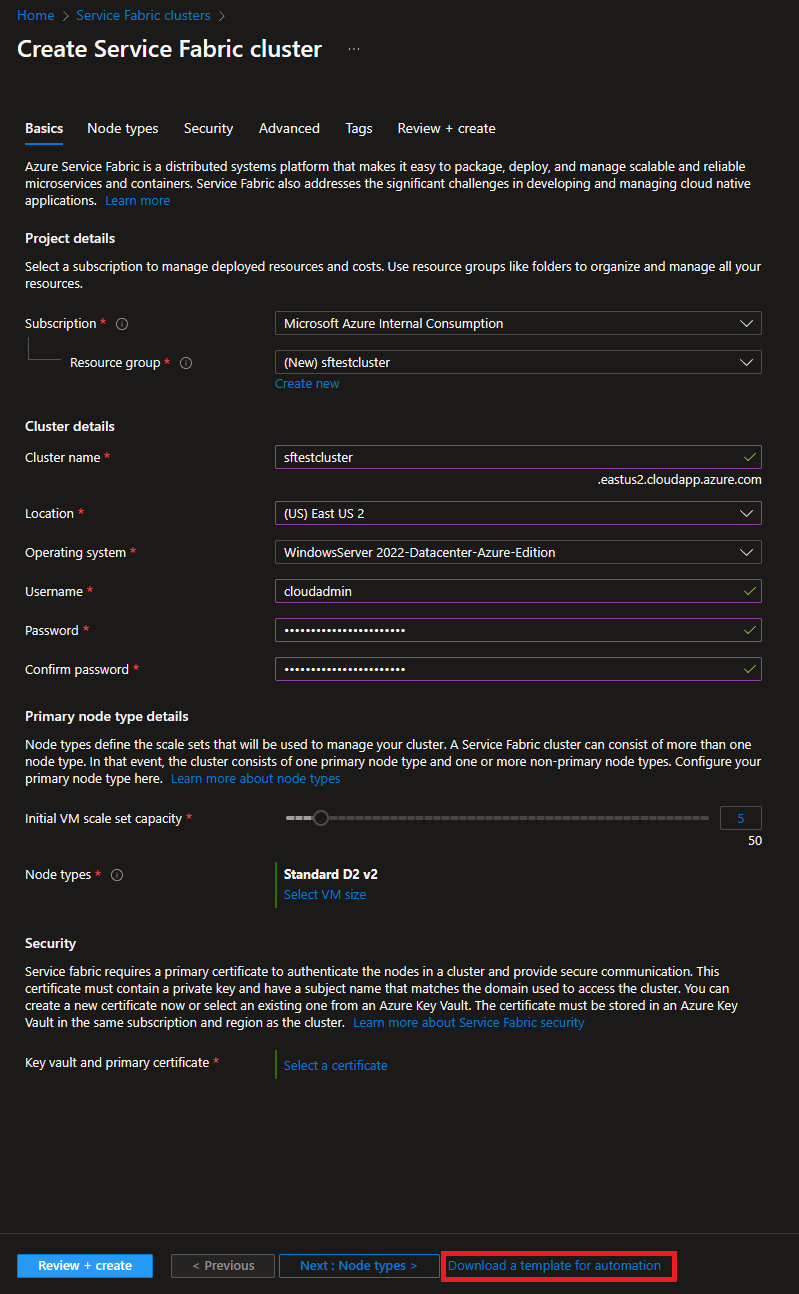 Home > Service Fabric clusters >
Create Service Fabric cluster ...
Basics Node types Security Advanced Tags Review + create
Azure Service Fabric is a distributed systems platform that makes it easy to package, deploy, and manage scalable and reliable
microservices and containers. Service Fabric also addresses the significant challenges in developing and managing cloud native
applications. Learn more
Project details
Select a subscription to manage deployed resources and costs. Use resource groups like folders to organize and manage all your
resources.
Subscription * Microsoft Azure Internal Consumption
Resource group * (New) sftestcluster
Create new
Cluster details
Cluster name * sftestcluster
.eastus2.cloudapp.azure.com
Location * (US) East US 2
Operating system * WindowsServer 2022-Datacenter-Azure-Edition
Username * cloudadmin
Password * •••••••••••••••••••••••
Confirm password * •••••••••••••••••••••••
Primary node type details
Node types define the scale sets that will be used to manage your cluster. A Service Fabric cluster can consist of more than one
node type. In that event, the cluster consists of one primary node type and one or more non-primary node types. Configure your
primary node type here. Learn more about node types
Initial VM scale set capacity * 5
50
Node types * Standard D2 v2
Select VM size
Security
Service fabric requires a primary certificate to authenticate the nodes in a cluster and provide secure communication. This
certificate must contain a private key and have a subject name that matches the domain used to access the cluster. You can
create a new certificate now or select an existing one from an Azure Key Vault. The certificate must be stored in an Azure Key
Vault in the same subscription and region as the cluster. Learn more about Service Fabric security
Key vault and primary certificate * Select a certificate
Review + create < Previous Next : Node types > Download a template for automation